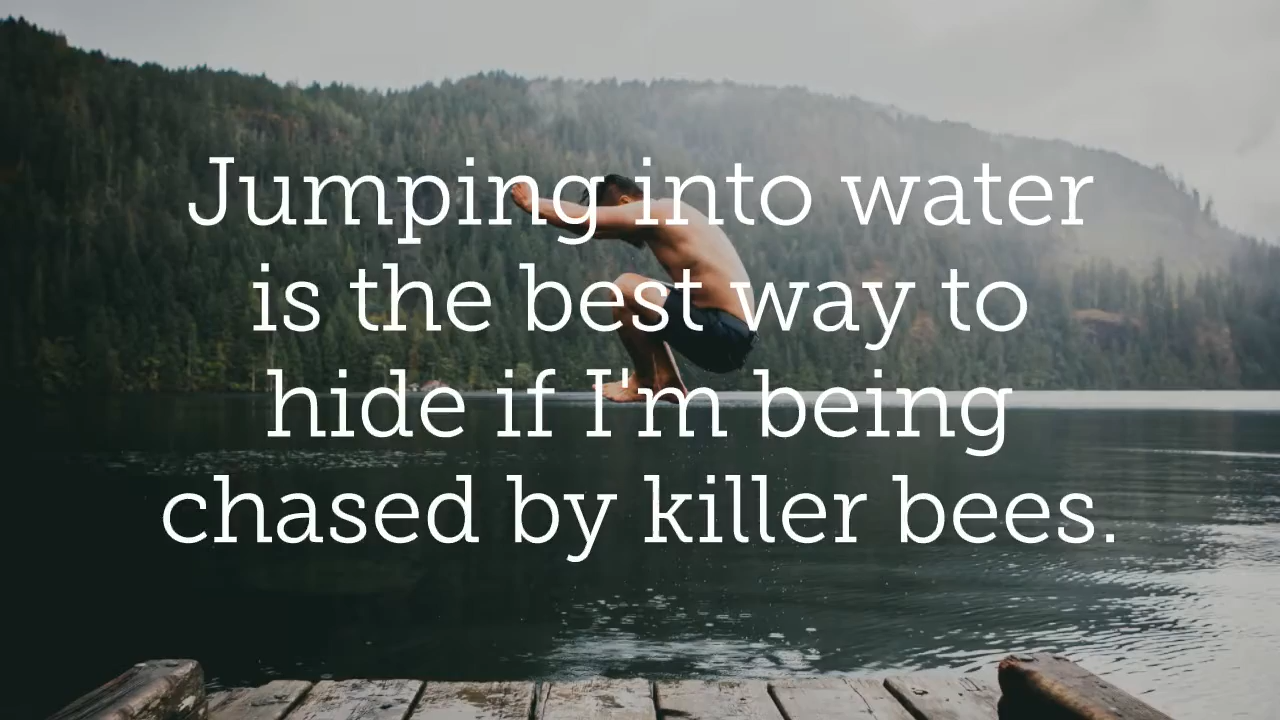 Jumping into water
is the best way to
hide if I'm being
chased by killer bees.